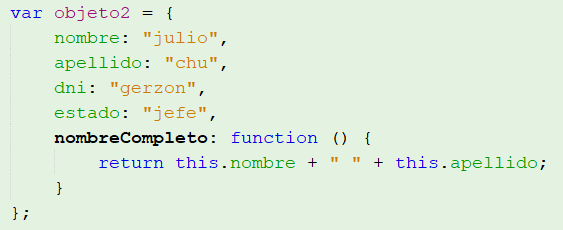 var objeto2 = {
    nombre: "julio",
    apellido: "chu",
    dni: "gerzon",
    estado: "jefe",
    nombreCompleto: function () {
        return this.nombre + " " + this.apellido;
    }
};